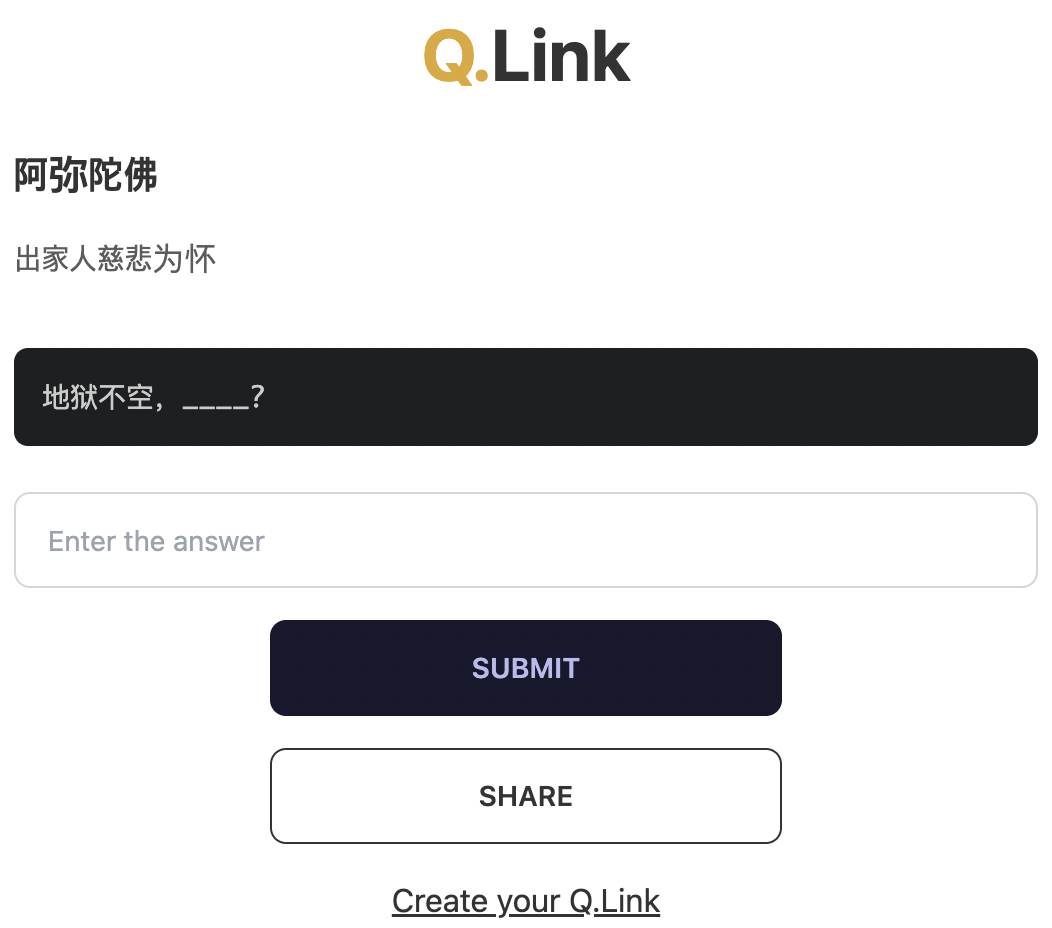 Q.Link
阿弥陀佛
出家人慈悲为怀
地狱不空，____？
Enter the answer
SUBMIT
SHARE
Create your Q.Link